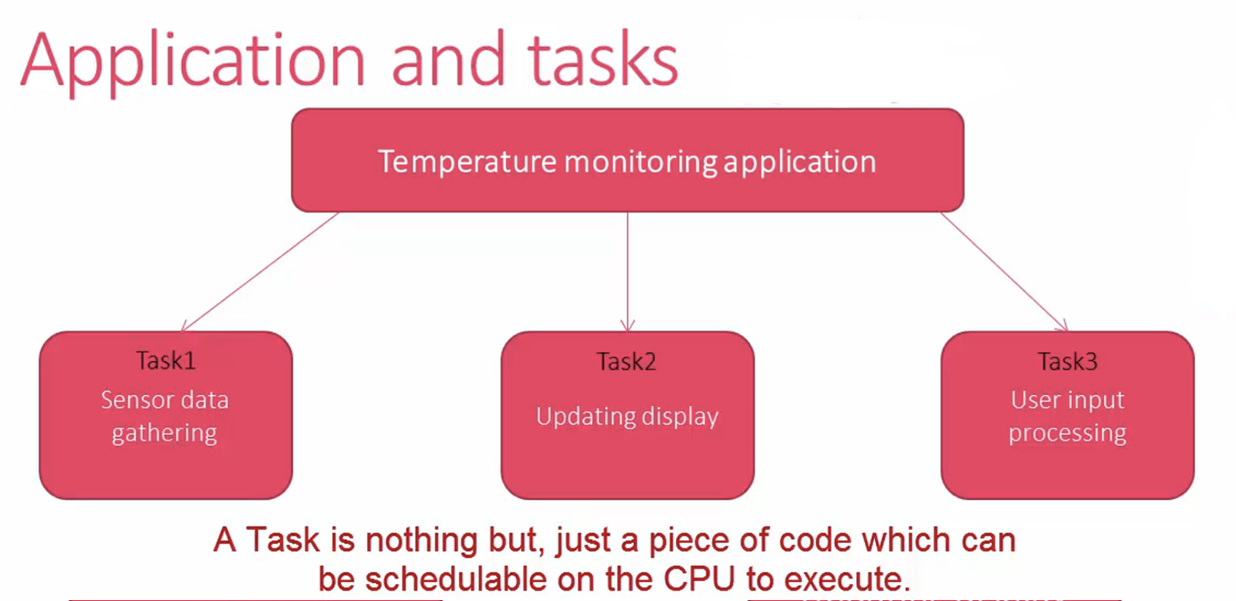 Application and tasks
Temperature monitoring application
Task1
Sensor data
gathering
Task2
Updating display
Task3
User input
processing
A Task is nothing but, just a piece of code which can
be schedulable on the CPU to execute.